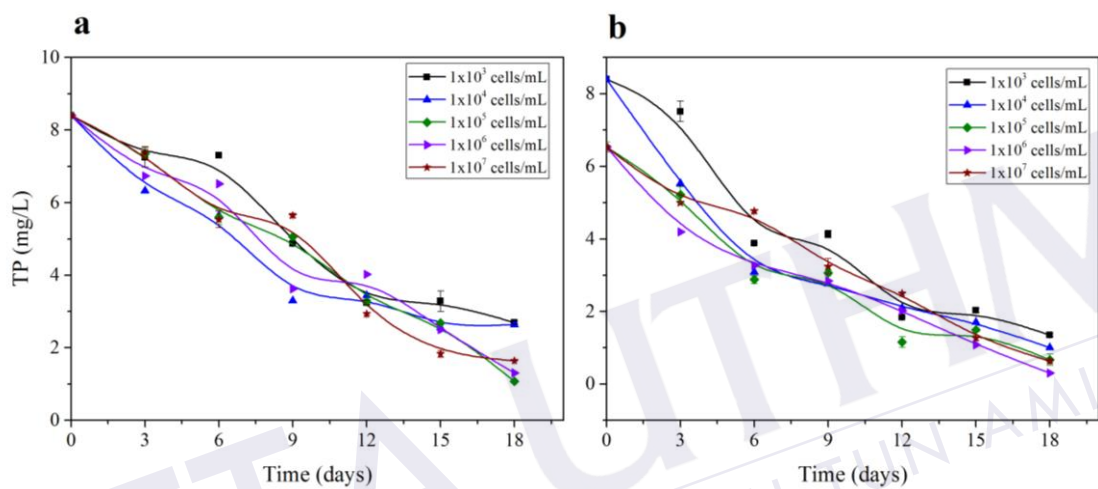 a
b
10
8
6
4
2
0
TP (mg/L)
1x10³ cells/mL
1x10⁴ cells/mL
1x10⁵ cells/mL
1x10⁶ cells/mL
1x10⁷ cells/mL
0 3 6 9 12 15 18
Time (days)
8
6
4
2
0
1x10³ cells/mL
1x10⁴ cells/mL
1x10⁵ cells/mL
1x10⁶ cells/mL
1x10⁷ cells/mL
0 3 6 9 12 15 18
Time (days)
UTHM